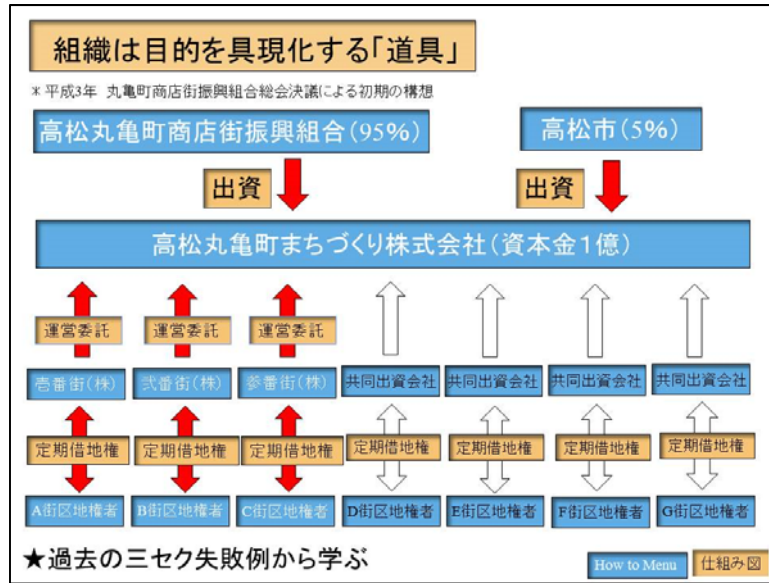 組織は目的を具現化する「道具」
＊平成3年 丸亀町商店街振興組合総会決議による初期の構想
高松丸亀町商店街振興組合(95%)
高松市(5%)
出資
出資
高松丸亀町まちづくり株式会社(資本金1億)
運営委託
運営委託
運営委託
壱番街(株)
弐番街(株)
参番街(株)
共同出資会社
共同出資会社
共同出資会社
共同出資会社
定期借地権
定期借地権
定期借地権
定期借地権
定期借地権
定期借地権
定期借地権
A街区地権者
B街区地権者
C街区地権者
D街区地権者
E街区地権者
F街区地権者
G街区地権者
★過去の三セク失敗例から学ぶ
How to Menu
仕組み図